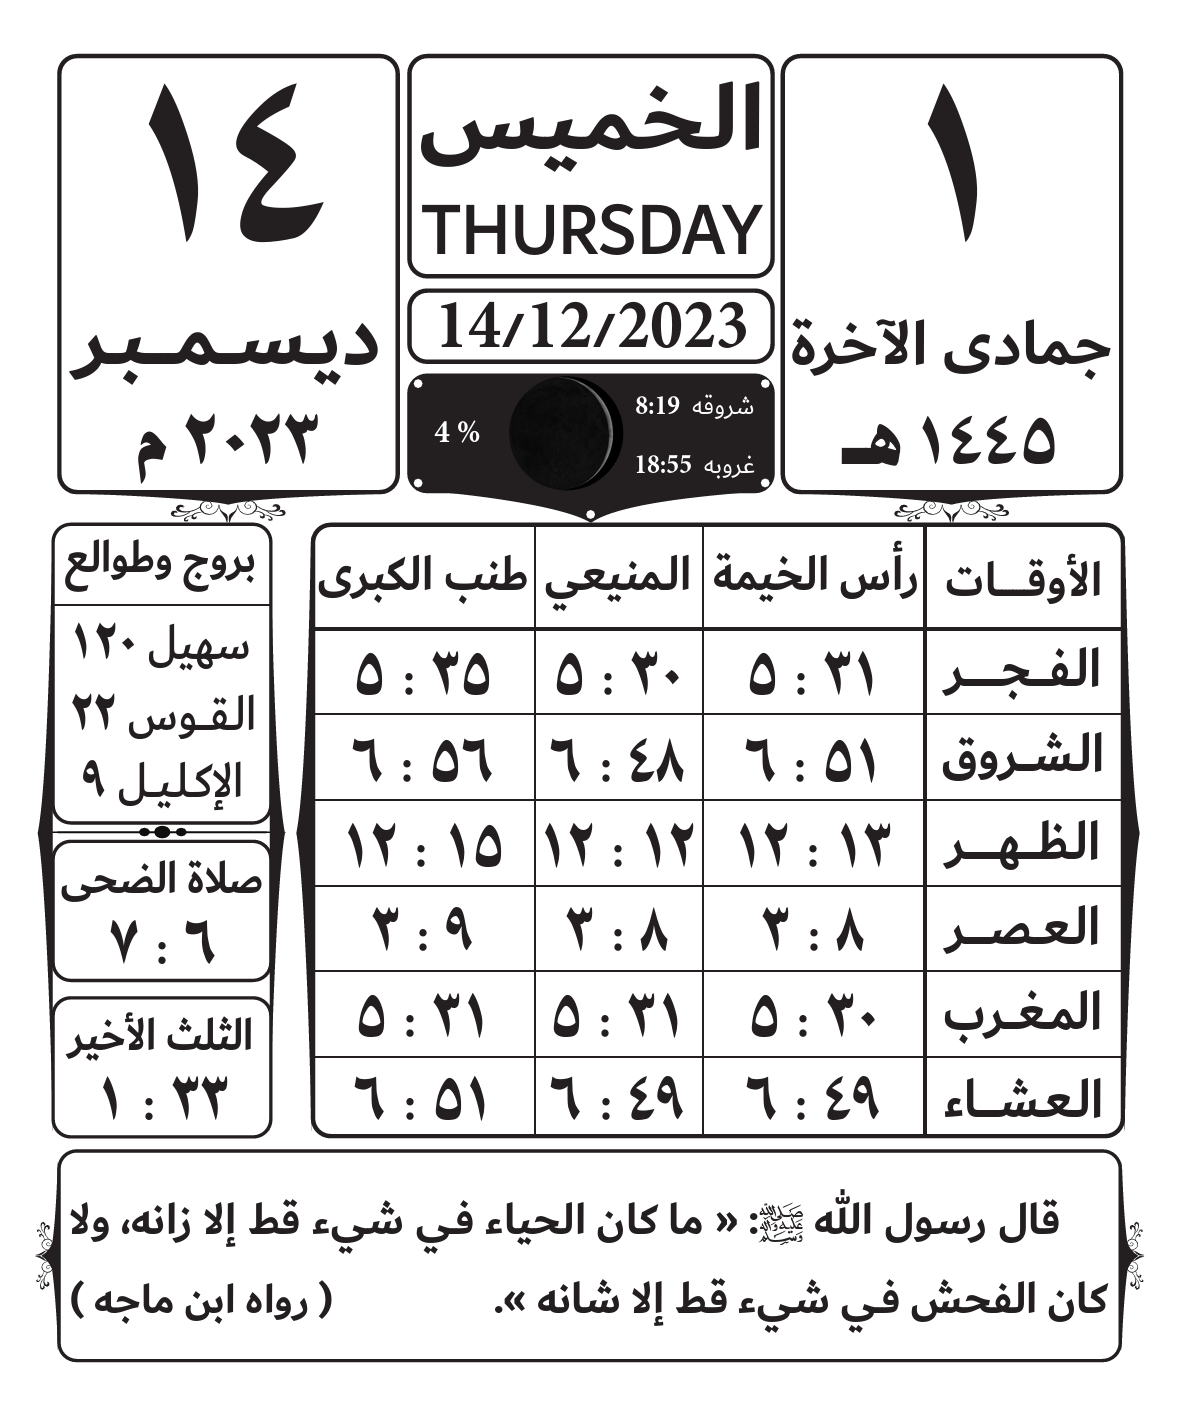 ١
جمادى الآخرة
١٤٤٥ هـ
الخميس
THURSDAY
14/12/2023
شروقه 8:19
غروبه 18:55
4 %
١٤
ديسمبر
٢٠٢٣ م
الأوقات رأس الخيمة المنيعي طنب الكبرى
الفجر ٣١ : ٥ ٣٠ : ٥ ٣٥ : ٥
الشروق ٥١ : ٦ ٤٨ : ٦ ٥٦ : ٦
الظهر ١٣ : ١٢ ١٢ : ١٢ ١٥ : ١٢
العصر ٨ : ٣ ٨ : ٣ ٩ : ٣
المغرب ٣٠ : ٥ ٣١ : ٥ ٣١ : ٥
العشاء ٤٩ : ٦ ٤٩ : ٦ ٥١ : ٦
بروج وطوالع
سهيل ١٢٠
القوس ٢٢
الإكليل ٩
صلاة الضحى
٦ : ٧
الثلث الأخير
٣٣ : ١
قال رسول الله ﷺ: « ما كان الحياء في شيء قط إلا زانه، ولا
كان الفحش في شيء قط إلا شانه ». ( رواه ابن ماجه )